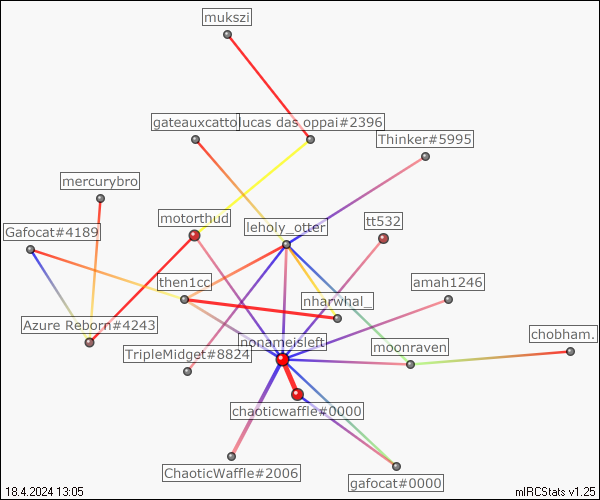 mukszi
gateauxcatto
lucas das oppai#2396
Thinker#5995
mercurybro
motorthud
tt532
Gafocat#4189
leholy_otter
then1cc
amah1246
nharwhal_
Azure Reborn#4243
chobham.
nonameisleft
moonraven
TripleMidget#8824
chaoticwaffle#0000
ChaoticWaffle#2006
gafocat#0000
18.4.2024 13:05
mIRCStats v1.25